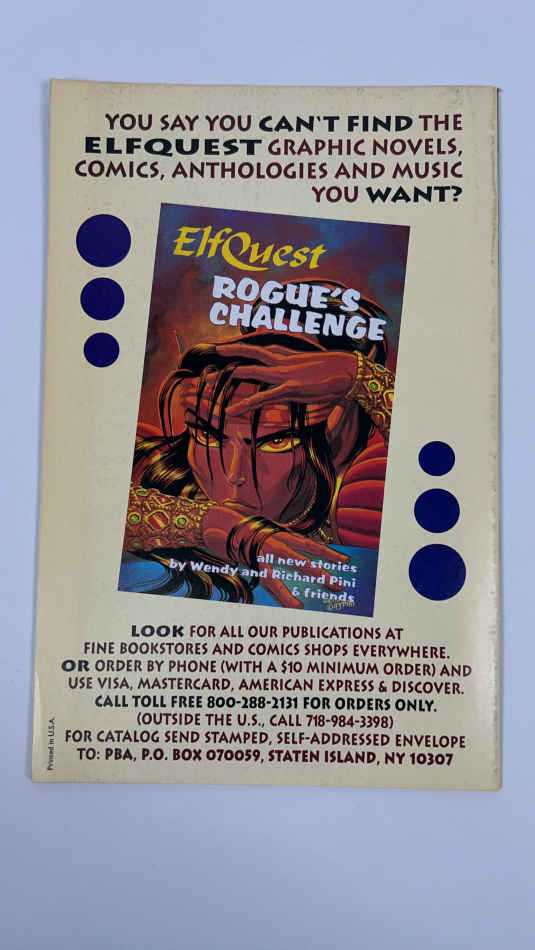 YOU SAY YOU CAN'T FIND THE
ELFQUEST GRAPHIC NOVELS,
COMICS, ANTHOLOGIES AND MUSIC
YOU WANT?
ElfQuest
ROGUE'S
CHALLENGE
all new stories
by Wendy and Richard Pini
& friends
LOOK FOR ALL OUR PUBLICATIONS AT
FINE BOOKSTORES AND COMICS SHOPS EVERYWHERE.
OR ORDER BY PHONE (WITH A $10 MINIMUM ORDER) AND
USE VISA, MASTERCARD, AMERICAN EXPRESS & DISCOVER.
CALL TOLL FREE 800-288-2131 FOR ORDERS ONLY.
(OUTSIDE THE U.S., CALL 718-984-3398)
FOR CATALOG SEND STAMPED, SELF-ADDRESSED ENVELOPE
TO: PBA, P.O. BOX 070059, STATEN ISLAND, NY 10307
Printed in U.S.A.